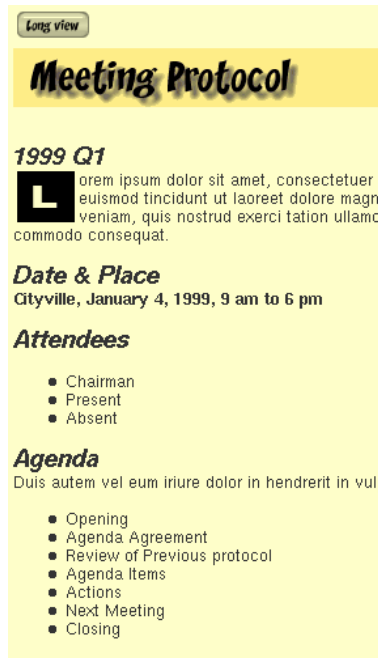 Long view
Meeting Protocol
1999 Q1
Lorem ipsum dolor sit amet, consectetuer
euismod tincidunt ut laoreet dolore magn
veniam, quis nostrud exerci tation ullamc
commodo consequat.
Date & Place
Cityville, January 4, 1999, 9 am to 6 pm
Attendees
Chairman
Present
Absent
Agenda
Duis autem vel eum iriure dolor in hendrerit in vul
Opening
Agenda Agreement
Review of Previous protocol
Agenda Items
Actions
Next Meeting
Closing